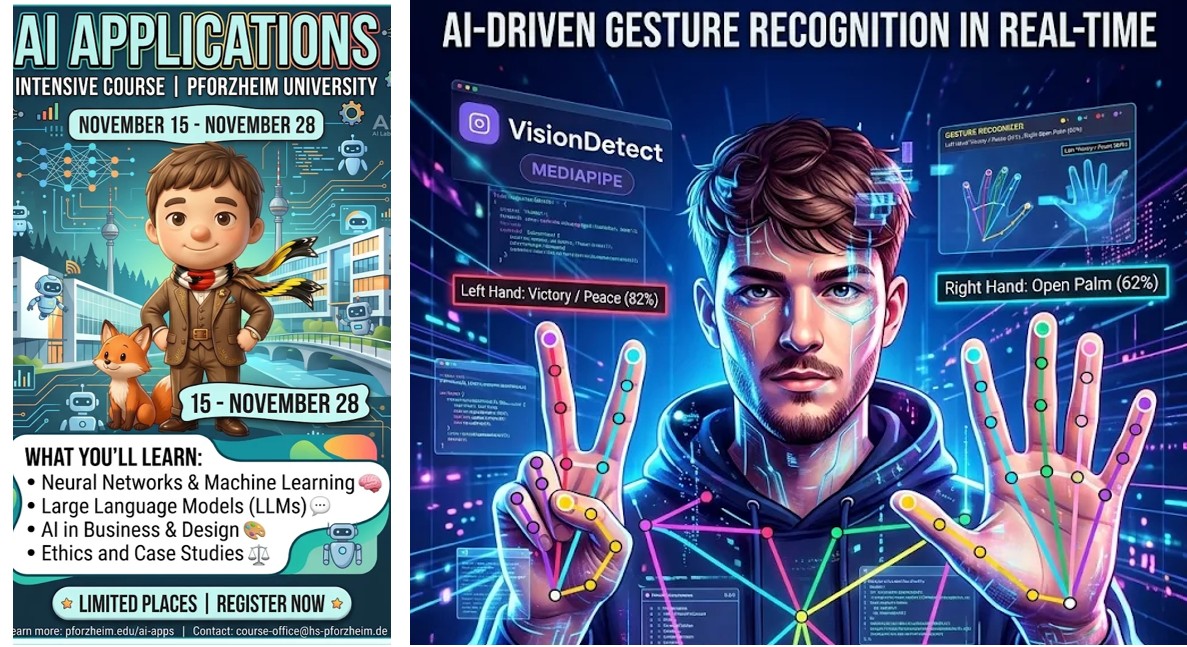 AI APPLICATIONS
INTENSIVE COURSE | PFORZHEIM UNIVERSITY
NOVEMBER 15 - NOVEMBER 28
15 - NOVEMBER 28
WHAT YOU'LL LEARN:
• Neural Networks & Machine Learning
• Large Language Models (LLMs)
• AI in Business & Design
• Ethics and Case Studies
LIMITED PLACES | REGISTER NOW
earn more: pforzheim.edu/ai-apps | Contact: course-office@hs-pforzheim.de
AI-DRIVEN GESTURE RECOGNITION IN REAL-TIME
VisionDetect
MEDIAPIPE
GESTURE RECOGNIZER
Left Hand: Victory / Peace (82%)
Right Hand: Open Palm (62%)